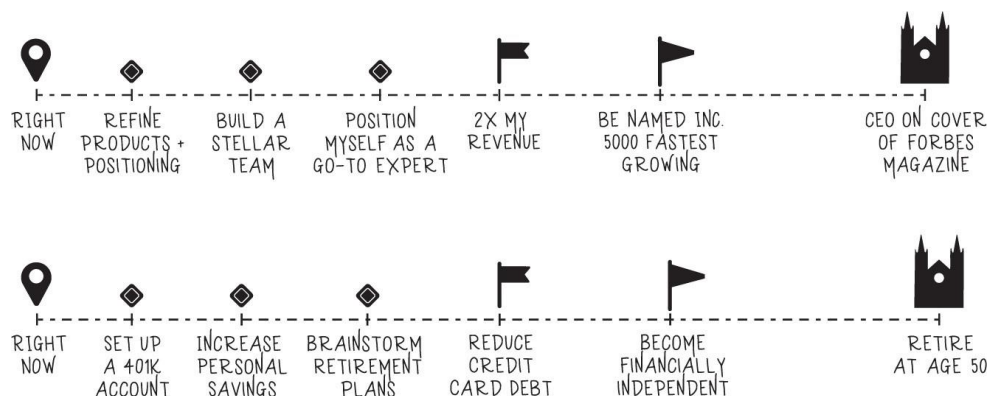 RIGHT NOW
REFINE PRODUCTS + POSITIONING
BUILD A STELLAR TEAM
POSITION MYSELF AS A GO-TO EXPERT
2X MY REVENUE
BE NAMED INC. 5000 FASTEST GROWING
CEO ON COVER OF FORBES MAGAZINE
RIGHT NOW
SET UP A 401K ACCOUNT
INCREASE PERSONAL SAVINGS
BRAINSTORM RETIREMENT PLANS
REDUCE CREDIT CARD DEBT
BECOME FINANCIALLY INDEPENDENT
RETIRE AT AGE 50